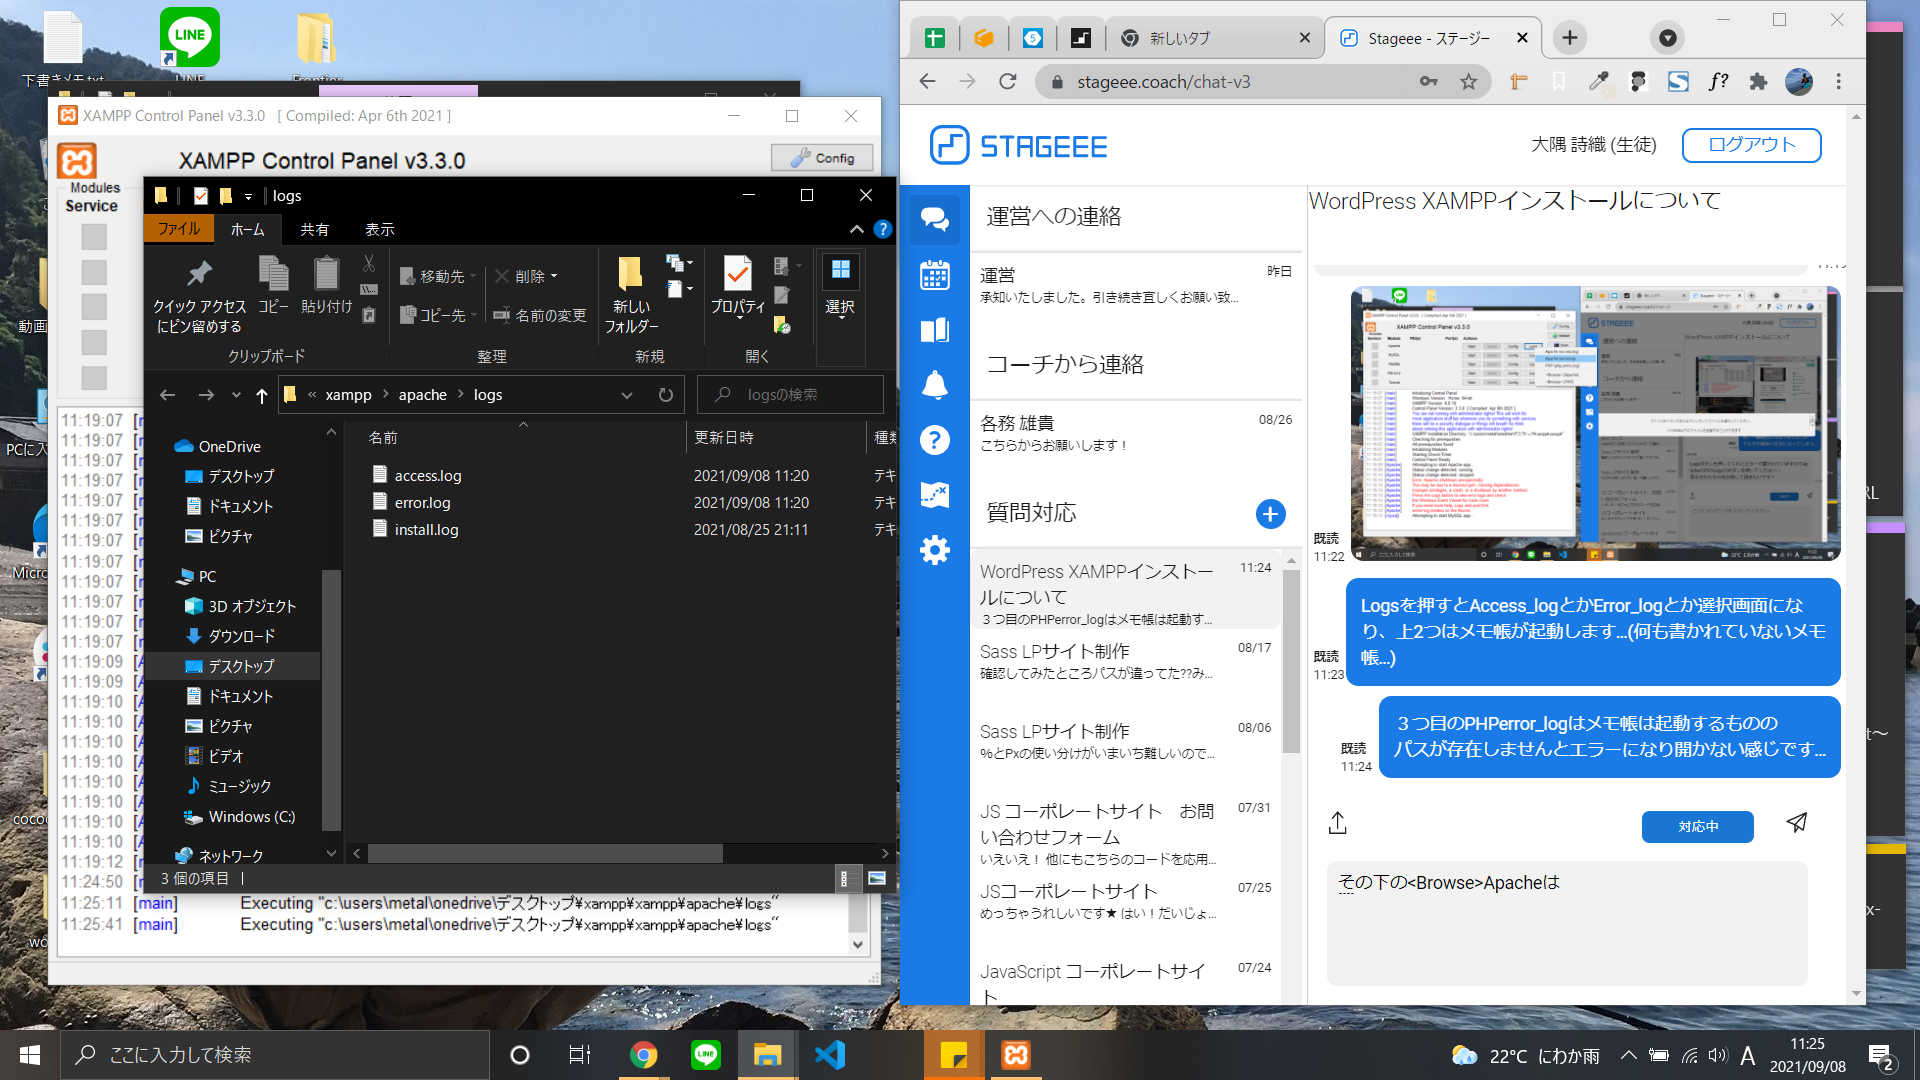 下書きメモ.txt
LINE
Frontier
XAMPP Control Panel v3.3.0 [ Compiled: Apr 6th 2021 ]
XAMPP Control Panel v3.3.0
Config
Modules
Service
logs
ファイル
ホーム
共有
表示
クイック アクセス
にピン留めする
コピー
貼り付け
移動先
コピー先
削除
名前の変更
新しい
フォルダー
プロパティ
選択
クリップボード
整理
新規
開く
« xampp > apache > logs
logsの検索
OneDrive
デスクトップ
ドキュメント
ピクチャ
PC
3D オブジェクト
ダウンロード
デスクトップ
ドキュメント
ピクチャ
ビデオ
ミュージック
Windows (C:)
ネットワーク
名前
更新日時
種類
access.log 2021/09/08 11:20 テキ
error.log 2021/09/08 11:20 テキ
install.log 2021/08/25 21:11 テキ
3 個の項目
11:19:07
11:19:07
11:19:07
11:19:07
11:19:07
11:19:07
11:19:07
11:19:07
11:19:07
11:19:07
11:19:07
11:19:07
11:19:09
11:19:09
11:19:10
11:19:10
11:19:10
11:19:10
11:19:10
11:19:10
11:19:10
11:19:10
11:19:12
11:24:50
11:25:11 [main] Executing "c:\users\metal\onedrive\デスクトップ¥xampp¥xampp¥apache¥logs"
11:25:41 [main] Executing "c:\users\metal\onedrive\デスクトップ¥xampp¥xampp¥apache¥logs"
新しいタブ
Stageee - ステージー
stageee.coach/chat-v3
STAGEEE
大隅 詩織 (生徒)
ログアウト
運営への連絡
運営
昨日
承知いたしました。引き続き宜しくお願い致...
コーチから連絡
各務 雄貴
08/26
こちらからお願いします！
質問対応
WordPress XAMPPインストールについて
11:24
３つ目のPHPerror_logはメモ帳は起動す...
Sass LPサイト制作
08/17
確認してみたところパスが違ってた??み...
Sass LPサイト制作
08/06
%とPxの使い分けがいまいち難しいので...
JS コーポレートサイト　お問い合わせフォーム
07/31
いえいえ！ 他にもこちらのコードを応用...
JSコーポレートサイト
07/25
めっちゃうれしいです★ はい！だいじょ...
JavaScript コーポレートサイト
07/24
WordPress XAMPPインストールについて
既読
11:22
Logsを押すとAccess_logとかError_logとか選択画面にな
り、上2つはメモ帳が起動します...(何も書かれていないメモ
帳...)
既読
11:23
３つ目のPHPerror_logはメモ帳は起動するものの
パスが存在しませんとエラーになり開かない感じです...
既読
11:24
対応中
その下の<Browse>Apacheは
ここに入力して検索
22°C にわか雨
A
11:25
2021/09/08
2